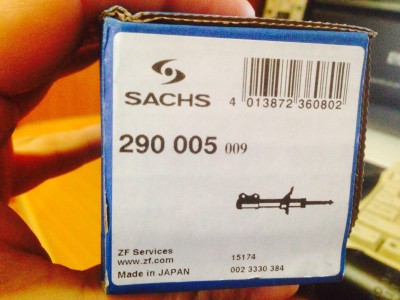 SACHS
4 013872 360802
290 005 009
ZF Services
www.zf.com
Made in JAPAN
15174
002 3330 384